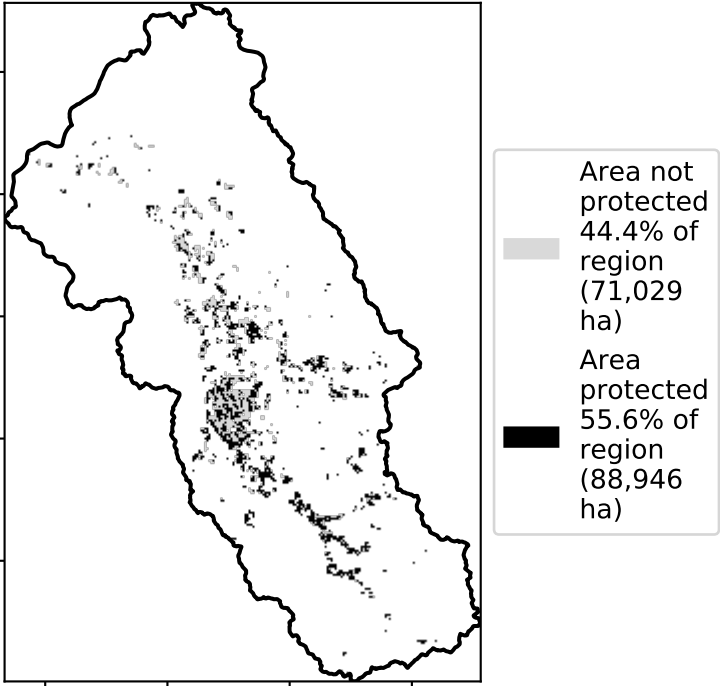 Area not
protected
44.4% of
region
(71,029
ha)
Area
protected
55.6% of
region
(88,946
ha)